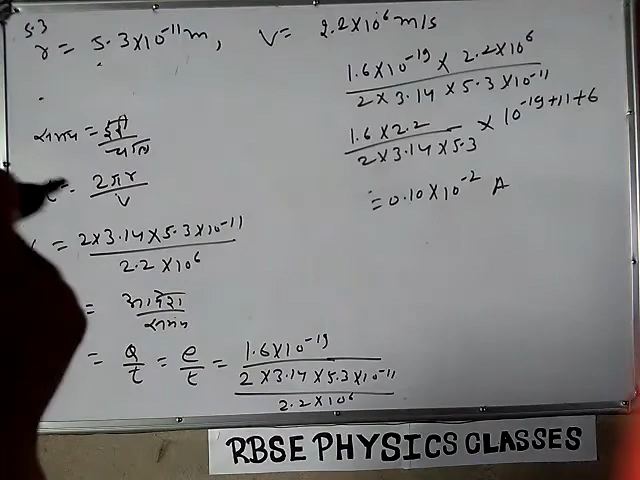 5.3
r = 5.3×10⁻¹¹m, V = 2.2×10⁶m/s
समय = दूरी / चाल
t = 2πr / V
= 2×3.14×5.3×10⁻¹¹ / 2.2×10⁶
= आवेश / समय
= Q/t = e/t = 1.6×10⁻¹⁹ / 2×3.14×5.3×10⁻¹¹ / 2.2×10⁶
1.6×10⁻¹⁹ × 2.2×10⁶ / 2×3.14×5.3×10⁻¹¹
1.6×2.2 / 2×3.14×5.3 × 10⁻¹⁹⁺¹¹⁺⁶
= 0.10×10⁻² A
RBSE PHYSICS CLASSES